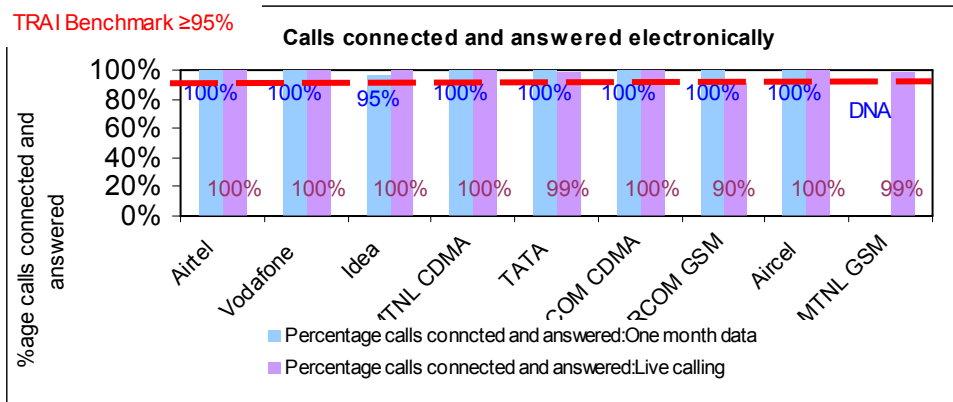 TRAI Benchmark ≥95%
Calls connected and answered electronically
%age calls connected and
answered
100%
80%
60%
40%
20%
0%
100% 100% 95% 100% 100% 100% 100% 100% DNA
100% 100% 100% 100% 99% 100% 90% 100% 99%
Airtel
Vodafone
Idea
MTNL CDMA
TATA
COM CDMA
RCOM GSM
Aircel
MTNL GSM
Percentage calls conncted and answered:One month data
Percentage calls connected and answered:Live calling